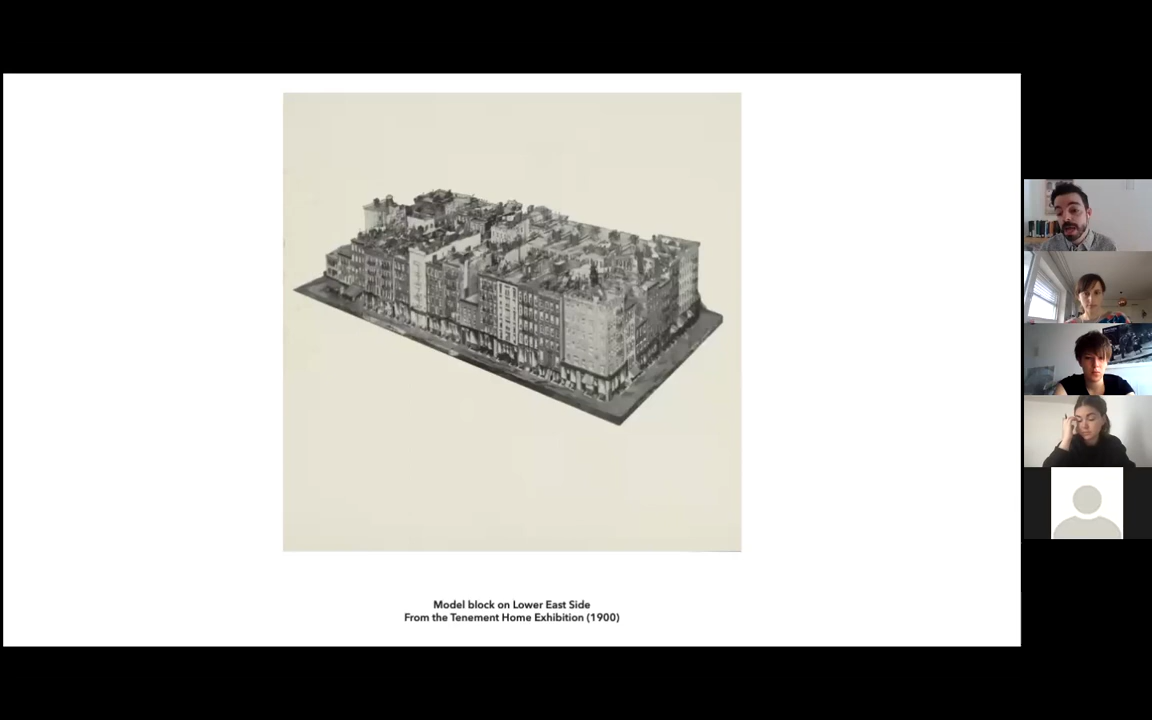 Model block on Lower East Side
From the Tenement Home Exhibition (1900)